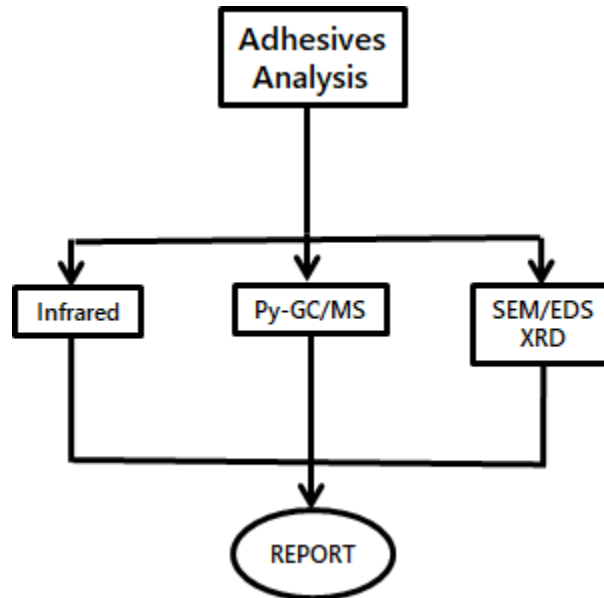 Adhesives
Analysis
Infrared
Py-GC/MS
SEM/EDS
XRD
REPORT